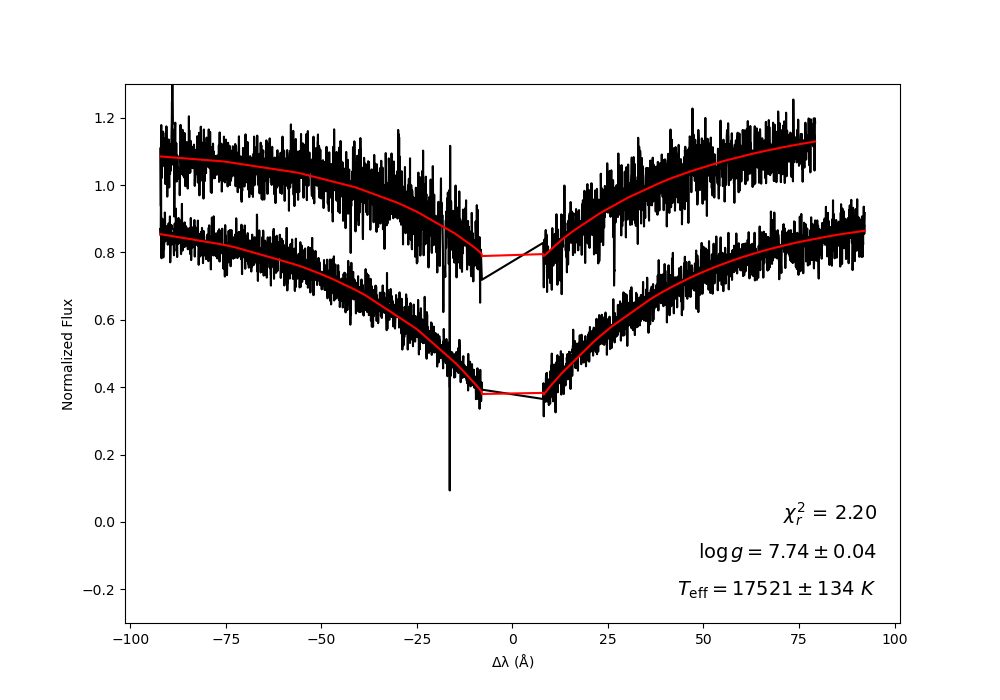 1.2
1.0
0.8
0.6
0.4
0.2
0.0
−0.2
Normalized Flux
χ²ᵣ = 2.20
log g = 7.74 ± 0.04
T_eff = 17521 ± 134 K
−100 −75 −50 −25 0 25 50 75 100
Δλ (Å)